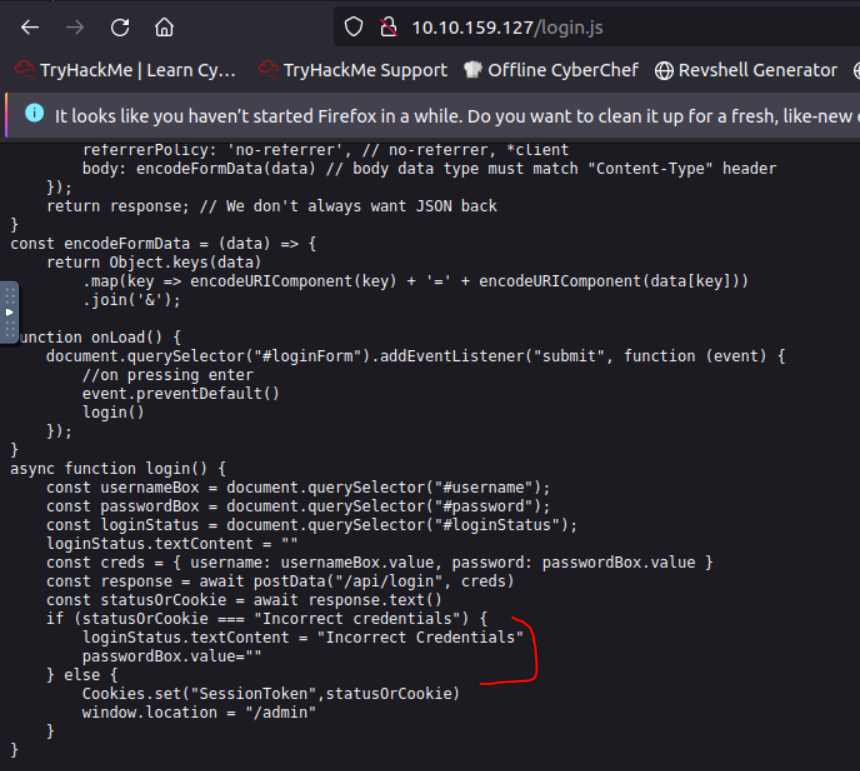 10.10.159.127/login.js
TryHackMe | Learn Cy... TryHackMe Support Offline CyberChef Revshell Generator
It looks like you haven't started Firefox in a while. Do you want to clean it up for a fresh, like-new
        referrerPolicy: 'no-referrer', // no-referrer, *client
        body: encodeFormData(data) // body data type must match "Content-Type" header
    });
    return response; // We don't always want JSON back
}
const encodeFormData = (data) => {
    return Object.keys(data)
        .map(key => encodeURIComponent(key) + '=' + encodeURIComponent(data[key]))
        .join('&');
unction onLoad() {
    document.querySelector("#loginForm").addEventListener("submit", function (event) {
        //on pressing enter
        event.preventDefault()
        login()
    });
}
async function login() {
    const usernameBox = document.querySelector("#username");
    const passwordBox = document.querySelector("#password");
    const loginStatus = document.querySelector("#loginStatus");
    loginStatus.textContent = ""
    const creds = { username: usernameBox.value, password: passwordBox.value }
    const response = await postData("/api/login", creds)
    const statusOrCookie = await response.text()
    if (statusOrCookie === "Incorrect credentials") {
        loginStatus.textContent = "Incorrect Credentials"
        passwordBox.value=""
    } else {
        Cookies.set("SessionToken",statusOrCookie)
        window.location = "/admin"
    }
}